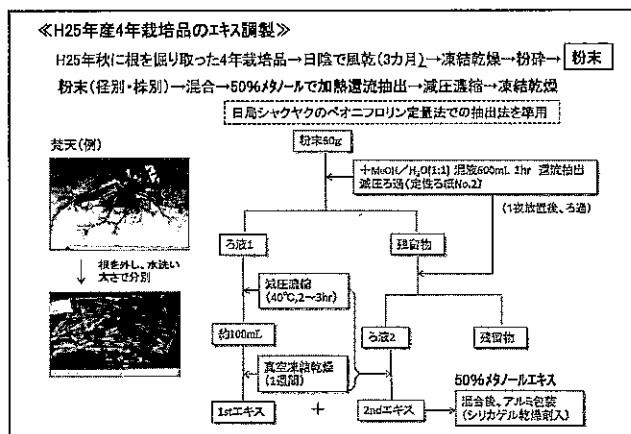 ≪H25年産4年栽培品のエキス調製≫
H25年秋に根を掘り取った4年栽培品→日陰で風乾(3カ月)→凍結乾燥→粉砕→ 粉末
粉末(径別・株別)→混合→50%メタノールで加熱還流抽出→減圧濃縮→凍結乾燥
日局シャクヤクのペオニフロリン定量法での抽出法を準用
梵天(例)
粉末60g
+MeOH/H₂O(1:1) 混液600mL 1hr 還流抽出
減圧ろ過(定性ろ紙No.2)
(1夜放置後、ろ過)
ろ液1
残留物
根を外し、水洗い
太さで分別
減圧濃縮
(40℃,2~3hr)
約100mL
ろ液2
残留物
真空凍結乾燥
(1週間)
50%メタノールエキス
1stエキス
+
2ndエキス
混合後、アルミ包装
(シリカゲル乾燥剤入)